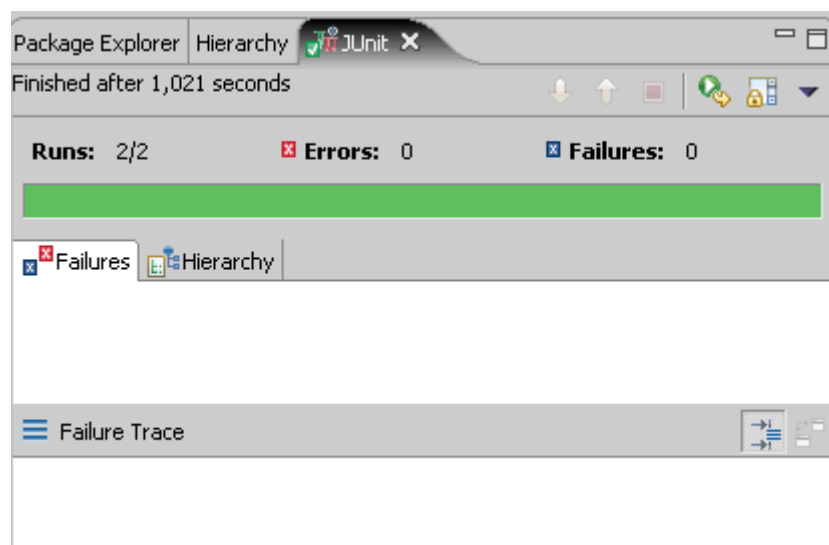 Package Explorer Hierarchy JUnit
Finished after 1,021 seconds
Runs: 2/2 Errors: 0 Failures: 0
Failures Hierarchy
Failure Trace